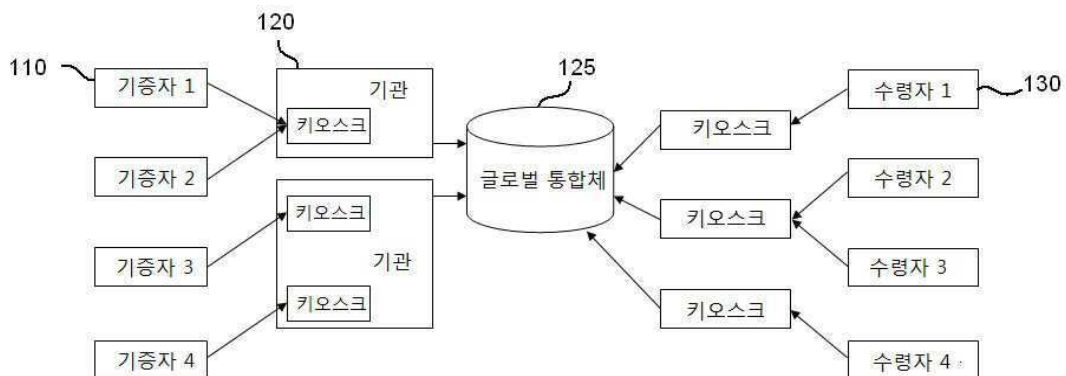 110
기증자 1
기증자 2
기증자 3
기증자 4
120
기관
키오스크
키오스크
기관
키오스크
125
글로벌 통합체
키오스크
키오스크
키오스크
수령자 1
130
수령자 2
수령자 3
수령자 4